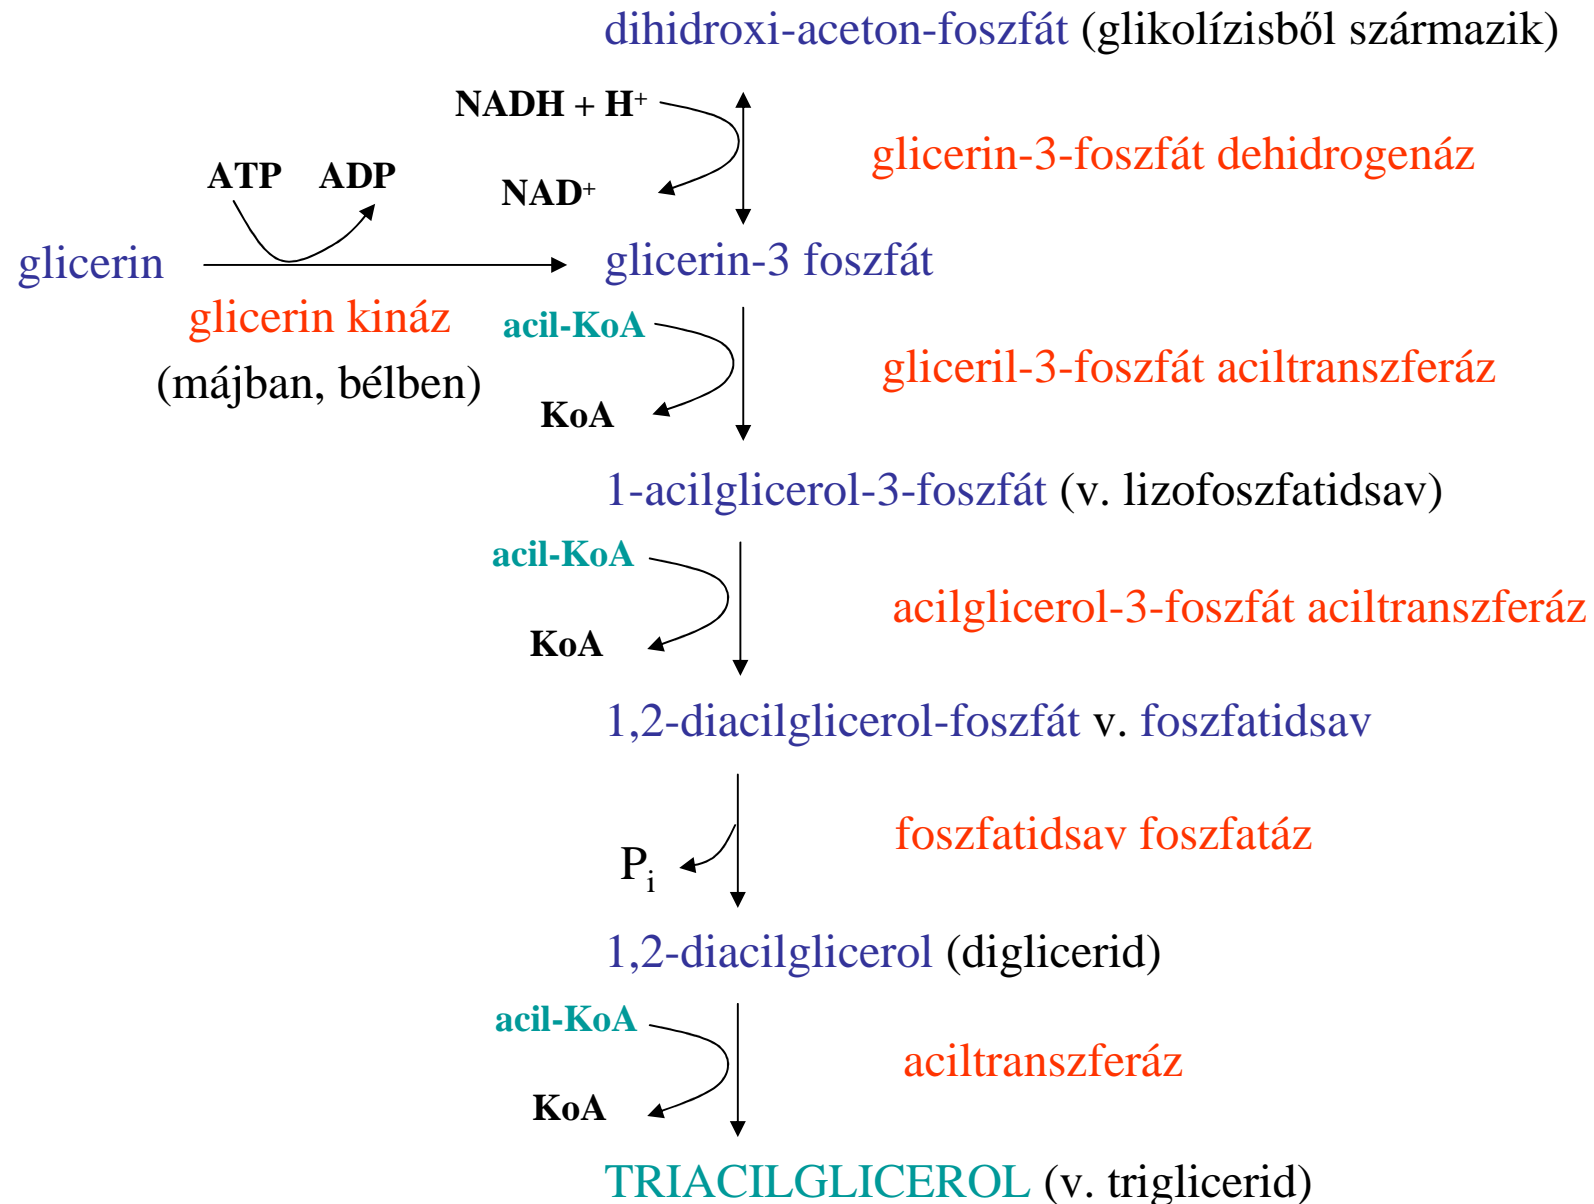 dihidroxi-aceton-foszfát (glikolízisből származik)
NADH + H⁺
glicerin-3-foszfát dehidrogenáz
ATP ADP
NAD⁺
glicerin
glicerin-3 foszfát
glicerin kináz
(májban, bélben)
acil-KoA
gliceril-3-foszfát aciltranszferáz
KoA
1-acilglicerol-3-foszfát (v. lizofoszfatidsav)
acil-KoA
acilglicerol-3-foszfát aciltranszferáz
KoA
1,2-diacilglicerol-foszfát v. foszfatidsav
foszfatidsav foszfatáz
Pᵢ
1,2-diacilglicerol (diglicerid)
acil-KoA
aciltranszferáz
KoA
TRIACILGLICEROL (v. triglicerid)